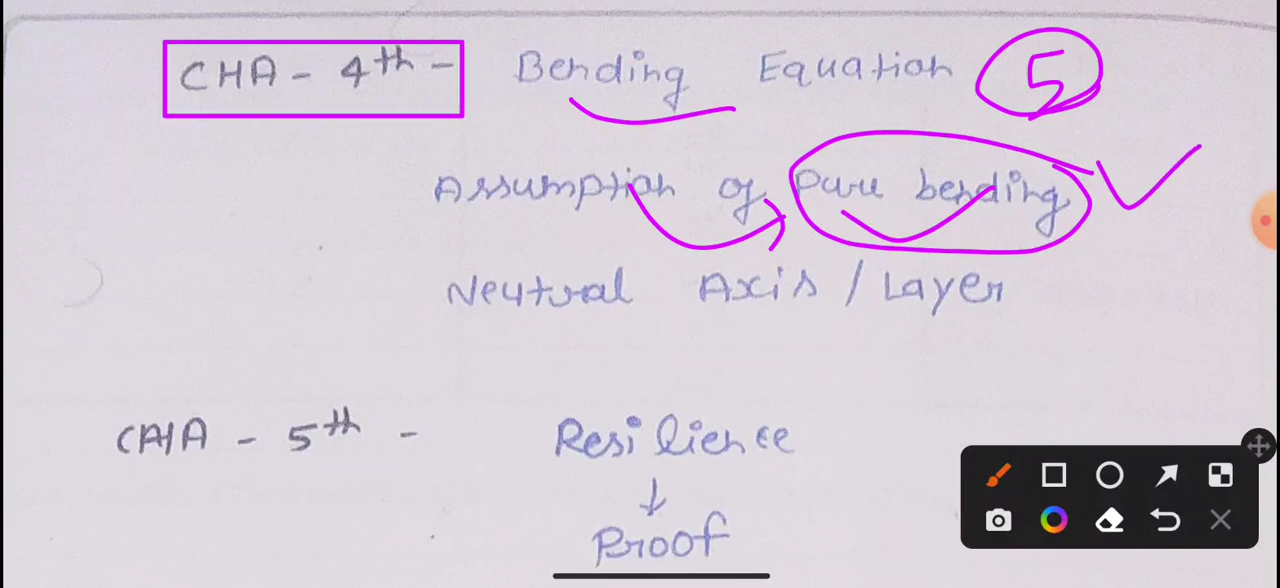 CHA - 4th - Bending Equation 5
Assumption of Pure bending
Neutral Axis / Layer
CHA - 5th - Resilience
Proof